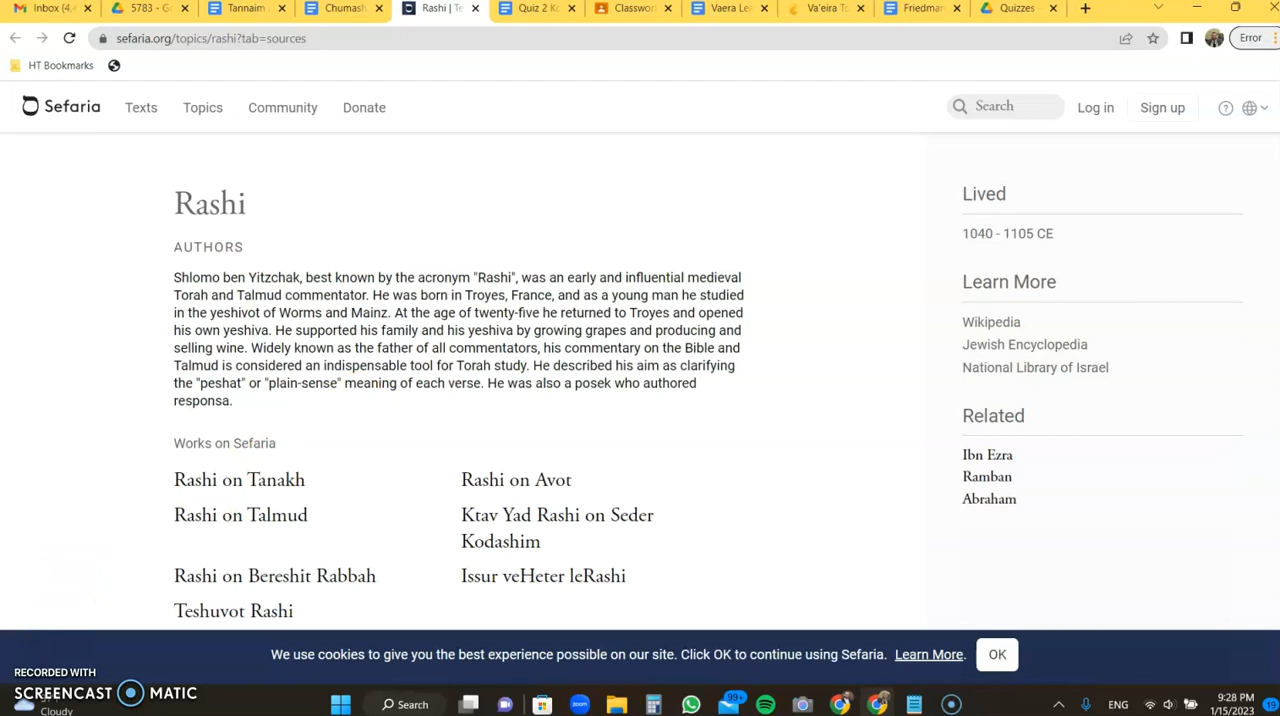 Inbox (4,
5783 - G
Tannaim
Chumash
Rashi | Te
Quiz 2 K
Classwor
Vaera Lea
Va'eira To
Friedman
Quizzes -
sefaria.org/topics/rashi?tab=sources
Error
HT Bookmarks
Sefaria
Texts
Topics
Community
Donate
Search
Log in
Sign up
Rashi
AUTHORS
Shlomo ben Yitzchak, best known by the acronym "Rashi", was an early and influential medieval
Torah and Talmud commentator. He was born in Troyes, France, and as a young man he studied
in the yeshivot of Worms and Mainz. At the age of twenty-five he returned to Troyes and opened
his own yeshiva. He supported his family and his yeshiva by growing grapes and producing and
selling wine. Widely known as the father of all commentators, his commentary on the Bible and
Talmud is considered an indispensable tool for Torah study. He described his aim as clarifying
the "peshat" or "plain-sense" meaning of each verse. He was also a posek who authored
responsa.
Works on Sefaria
Rashi on Tanakh
Rashi on Avot
Rashi on Talmud
Ktav Yad Rashi on Seder
Kodashim
Rashi on Bereshit Rabbah
Issur veHeter leRashi
Teshuvot Rashi
Lived
1040 - 1105 CE
Learn More
Wikipedia
Jewish Encyclopedia
National Library of Israel
Related
Ibn Ezra
Ramban
Abraham
We use cookies to give you the best experience possible on our site. Click OK to continue using Sefaria. Learn More.
OK
RECORDED WITH
SCREENCAST MATIC
Cloudy
Search
zoom
99+
ENG
9:28 PM
1/15/2023
19